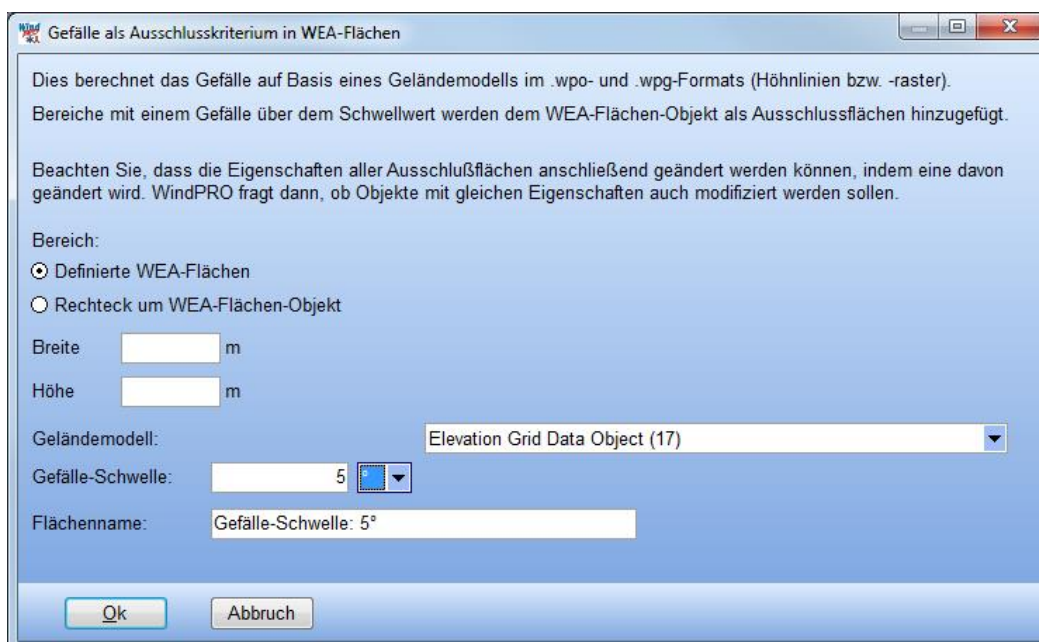 Gefälle als Ausschlusskriterium in WEA-Flächen
Dies berechnet das Gefälle auf Basis eines Geländemodells im .wpo- und .wpg-Formats (Höhnlinien bzw. -raster).
Bereiche mit einem Gefälle über dem Schwellwert werden dem WEA-Flächen-Objekt als Ausschlussflächen hinzugefügt.
Beachten Sie, dass die Eigenschaften aller Ausschlußflächen anschließend geändert werden können, indem eine davon
geändert wird. WindPRO fragt dann, ob Objekte mit gleichen Eigenschaften auch modifiziert werden sollen.
Bereich:
Definierte WEA-Flächen
Rechteck um WEA-Flächen-Objekt
Breite m
Höhe m
Geländemodell: Elevation Grid Data Object (17)
Gefälle-Schwelle: 5 °
Flächenname: Gefälle-Schwelle: 5°
Ok Abbruch